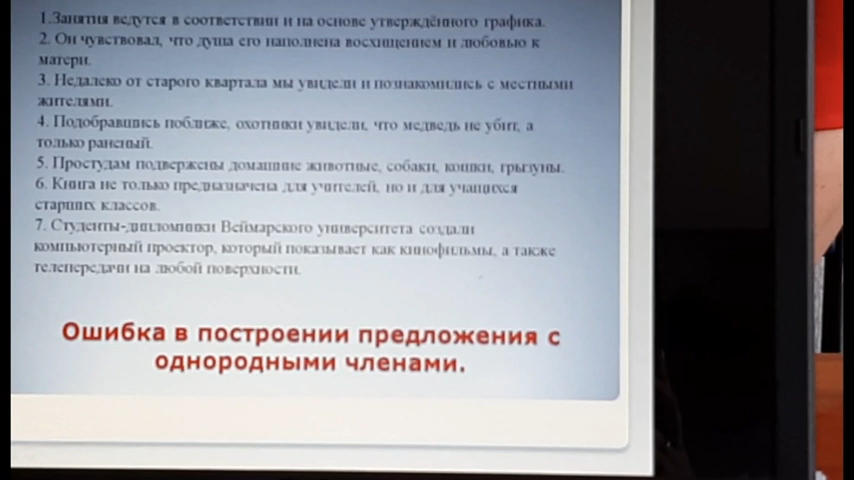 1.Занятия ведутся в соответствии и на основе утверждённого графика.
2. Он чувствовал, что душа его наполнена восхищением и любовью к
матери.
3. Недалеко от старого квартала мы увидели и познакомились с местными
жителями.
4. Подобравшись поближе, охотники увидели, что медведь не убит, а
только раненый.
5. Простудам подвержены домашние животные, собаки, кошки, грызуны.
6. Книга не только предназначена для учителей, но и для учащихся
старших классов.
7. Студенты-дипломники Веймарского университета создали
компьютерный проектор, который показывает как кинофильмы, а также
телепередачи на любой поверхности.
Ошибка в построении предложения с
однородными членами.